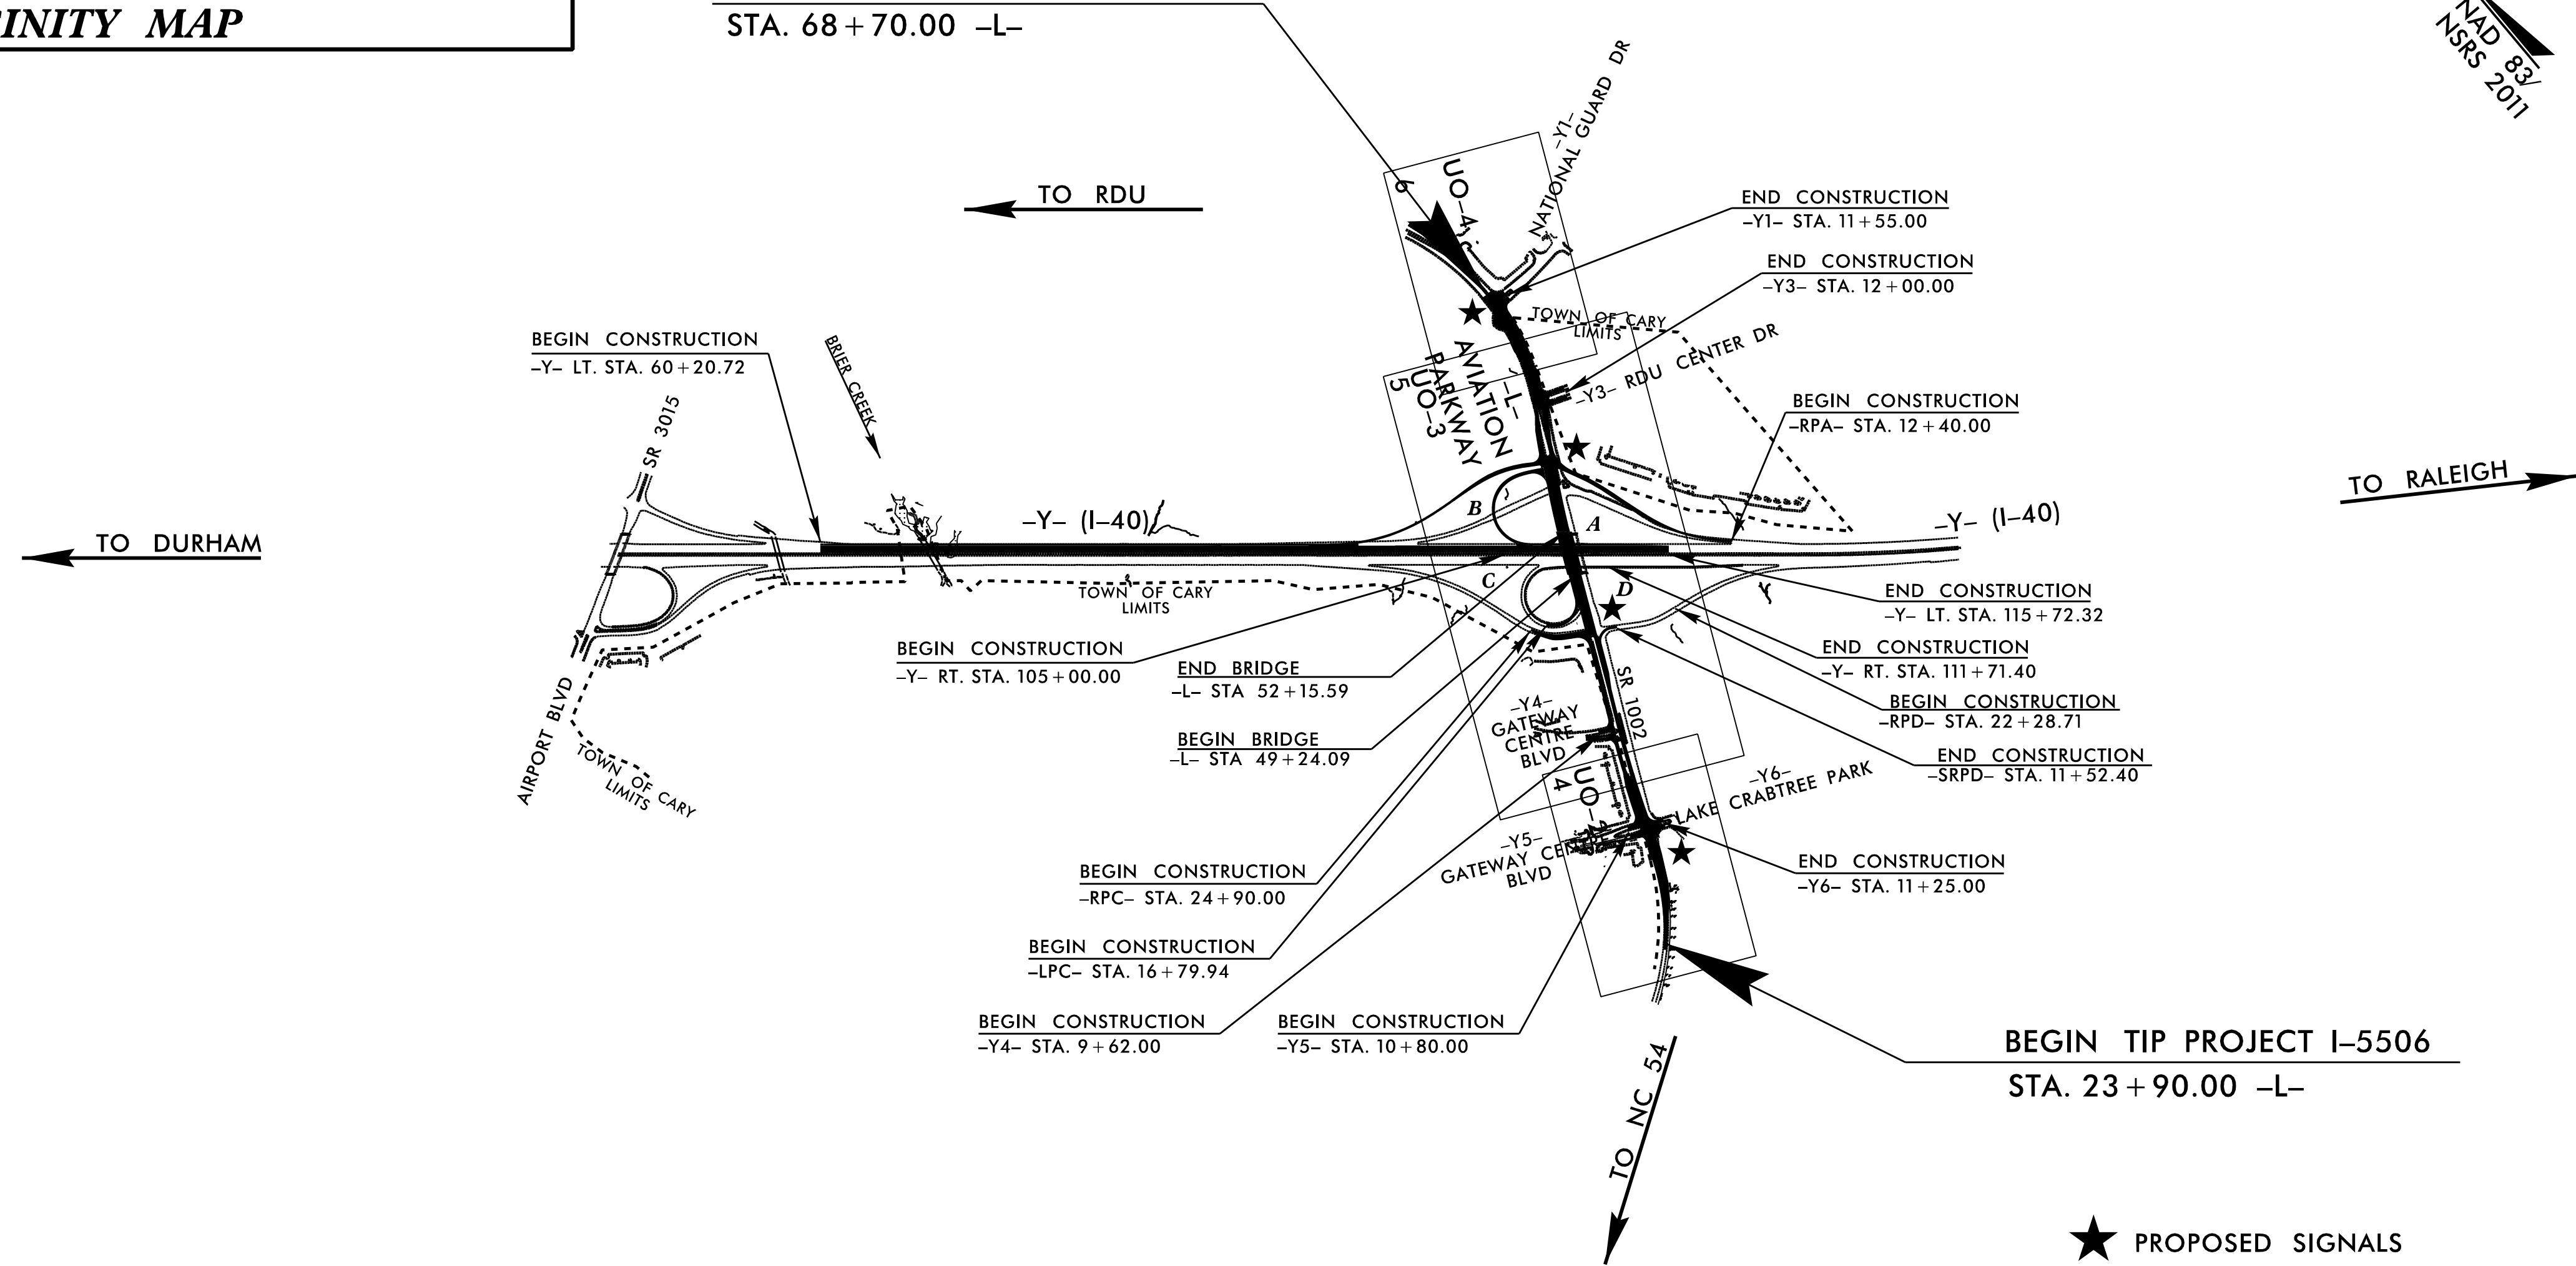 INITY MAP
STA. 68+70.00 –L–
NAD 83/
NSRS 2011
–Y1–
NATIONAL GUARD DR
TO RDU
UO–4
6
END CONSTRUCTION
–Y1– STA. 11+55.00
END CONSTRUCTION
–Y3– STA. 12+00.00
TOWN OF CARY
LIMITS
–Y3– RDU CENTER DR
BEGIN CONSTRUCTION
–Y– LT. STA. 60+20.72
BRIER CREEK
SR 3015
AVIATION
PARKWAY
–L–
UO–3
5
BEGIN CONSTRUCTION
–RPA– STA. 12+40.00
TO RALEIGH
–Y– (I–40)
–Y– (I–40)
B
A
TO DURHAM
C
D
TOWN OF CARY
LIMITS
END CONSTRUCTION
–Y– LT. STA. 115+72.32
BEGIN CONSTRUCTION
–Y– RT. STA. 105+00.00
END BRIDGE
–L– STA 52+15.59
END CONSTRUCTION
–Y– RT. STA. 111+71.40
BEGIN CONSTRUCTION
–RPD– STA. 22+28.71
SR 1002
–Y4–
GATEWAY
CENTRE
BLVD
BEGIN BRIDGE
–L– STA 49+24.09
END CONSTRUCTION
–SRPD– STA. 11+52.40
AIRPORT BLVD
TOWN OF CARY
LIMITS
UO–2
4
–Y6–
LAKE CRABTREE PARK
–Y5–
GATEWAY CENTRE
BLVD
END CONSTRUCTION
–Y6– STA. 11+25.00
BEGIN CONSTRUCTION
–RPC– STA. 24+90.00
BEGIN CONSTRUCTION
–LPC– STA. 16+79.94
BEGIN CONSTRUCTION
–Y4– STA. 9+62.00
BEGIN CONSTRUCTION
–Y5– STA. 10+80.00
BEGIN TIP PROJECT I–5506
STA. 23+90.00 –L–
TO NC 54
PROPOSED SIGNALS